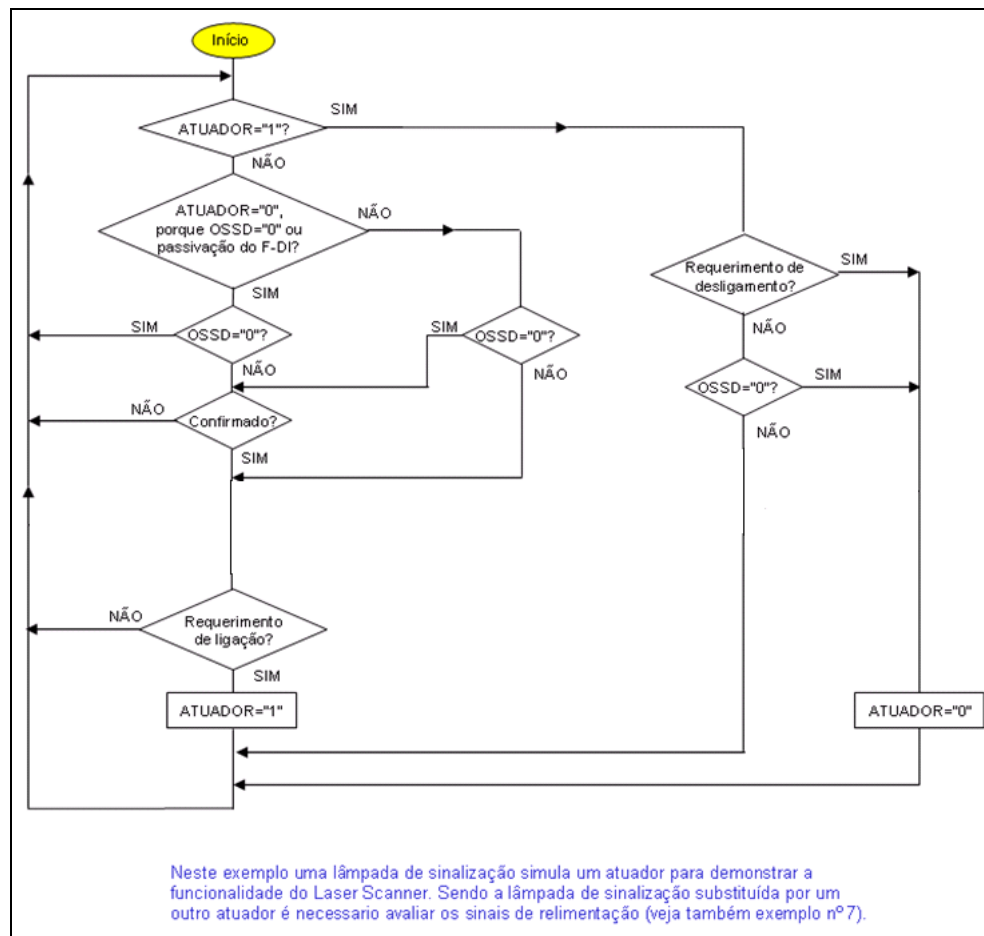 Início
ATUADOR="1"?
SIM
NÃO
ATUADOR="0",
porque OSSD="0" ou
passivação do F-DI?
NÃO
SIM
OSSD="0"?
SIM
NÃO
OSSD="0"?
SIM
NÃO
Confirmado?
NÃO
SIM
Requerimento
de ligação?
NÃO
SIM
ATUADOR="1"
Requerimento de
desligamento?
SIM
NÃO
OSSD="0"?
SIM
NÃO
ATUADOR="0"
Neste exemplo uma lâmpada de sinalização simula um atuador para demonstrar a
funcionalidade do Laser Scanner. Sendo a lâmpada de sinalização substituída por um
outro atuador é necessario avaliar os sinais de relimentação (veja também exemplo nº 7).